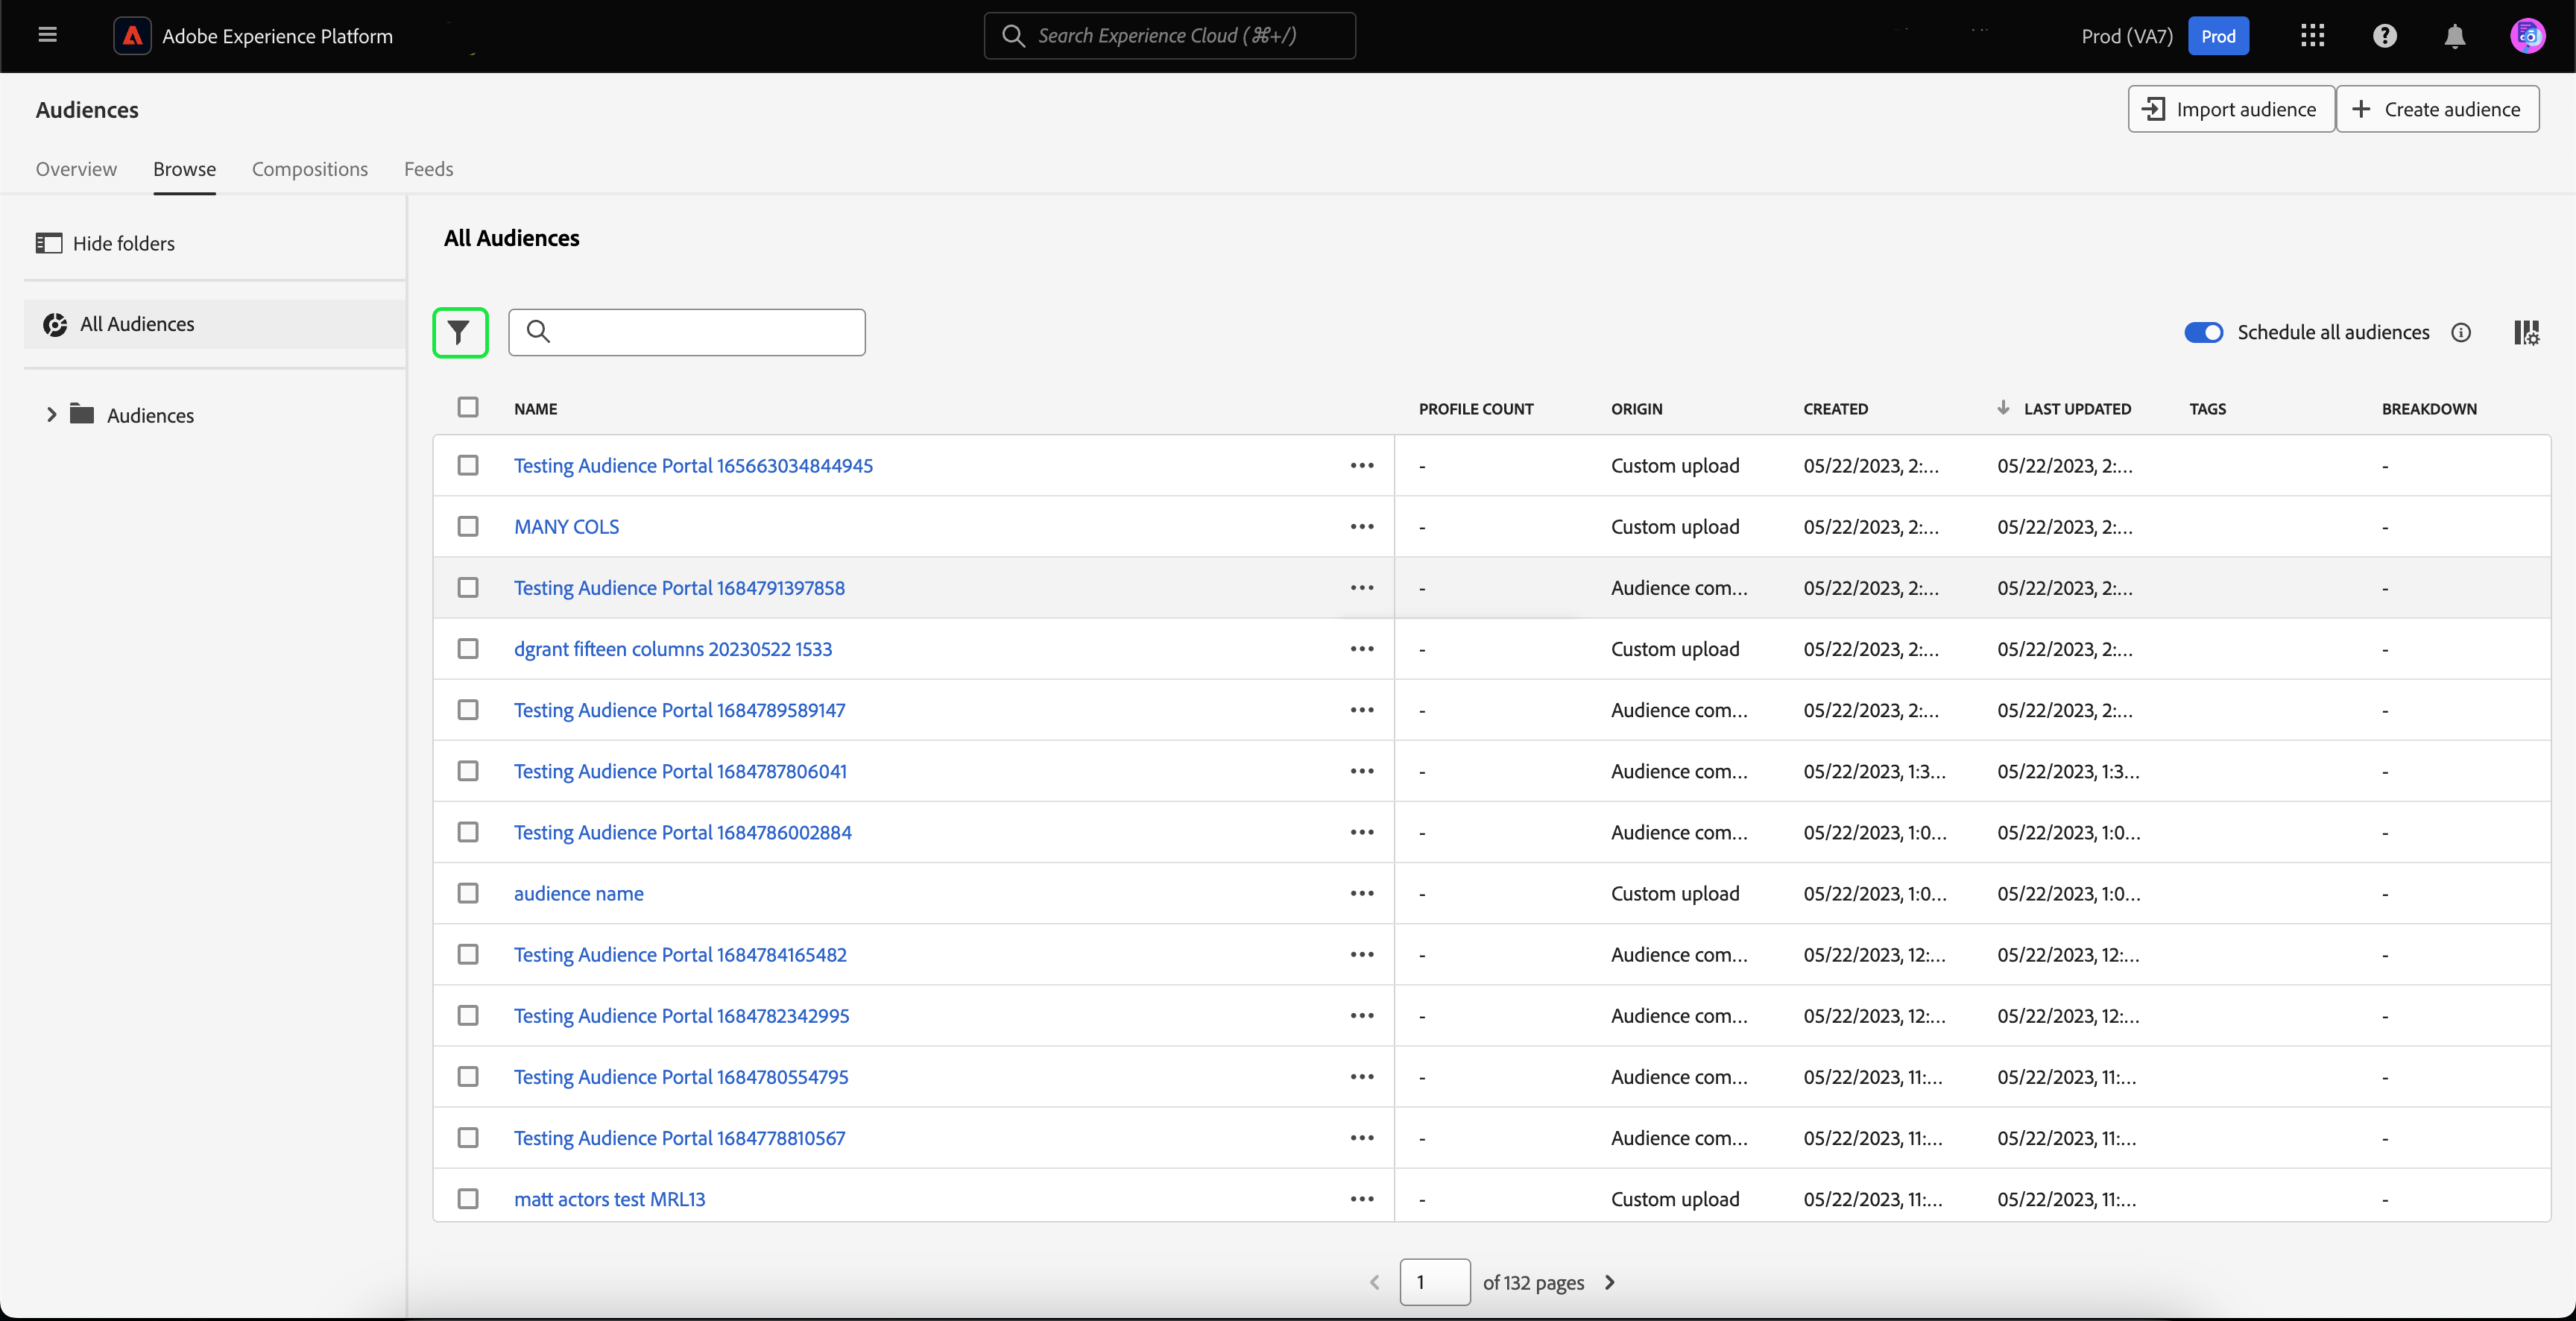 Adobe Experience Platform
Search Experience Cloud (⌘+/)
Prod (VA7)
Prod
Audiences
Import audience
Create audience
Overview
Browse
Compositions
Feeds
Hide folders
All Audiences
Audiences
All Audiences
Schedule all audiences
NAME PROFILE COUNT ORIGIN CREATED LAST UPDATED TAGS BREAKDOWN
Testing Audience Portal 165663034844945 ••• - Custom upload 05/22/2023, 2:... 05/22/2023, 2:... -
MANY COLS ••• - Custom upload 05/22/2023, 2:... 05/22/2023, 2:... -
Testing Audience Portal 1684791397858 ••• - Audience com... 05/22/2023, 2:... 05/22/2023, 2:... -
dgrant fifteen columns 20230522 1533 ••• - Custom upload 05/22/2023, 2:... 05/22/2023, 2:... -
Testing Audience Portal 1684789589147 ••• - Audience com... 05/22/2023, 2:... 05/22/2023, 2:... -
Testing Audience Portal 1684787806041 ••• - Audience com... 05/22/2023, 1:3... 05/22/2023, 1:3... -
Testing Audience Portal 1684786002884 ••• - Audience com... 05/22/2023, 1:0... 05/22/2023, 1:0... -
audience name ••• - Custom upload 05/22/2023, 1:0... 05/22/2023, 1:0... -
Testing Audience Portal 1684784165482 ••• - Audience com... 05/22/2023, 12:... 05/22/2023, 12:... -
Testing Audience Portal 1684782342995 ••• - Audience com... 05/22/2023, 12:... 05/22/2023, 12:... -
Testing Audience Portal 1684780554795 ••• - Audience com... 05/22/2023, 11:... 05/22/2023, 11:... -
Testing Audience Portal 1684778810567 ••• - Audience com... 05/22/2023, 11:... 05/22/2023, 11:... -
matt actors test MRL13 ••• - Custom upload 05/22/2023, 11:... 05/22/2023, 11:... -
1 of 132 pages